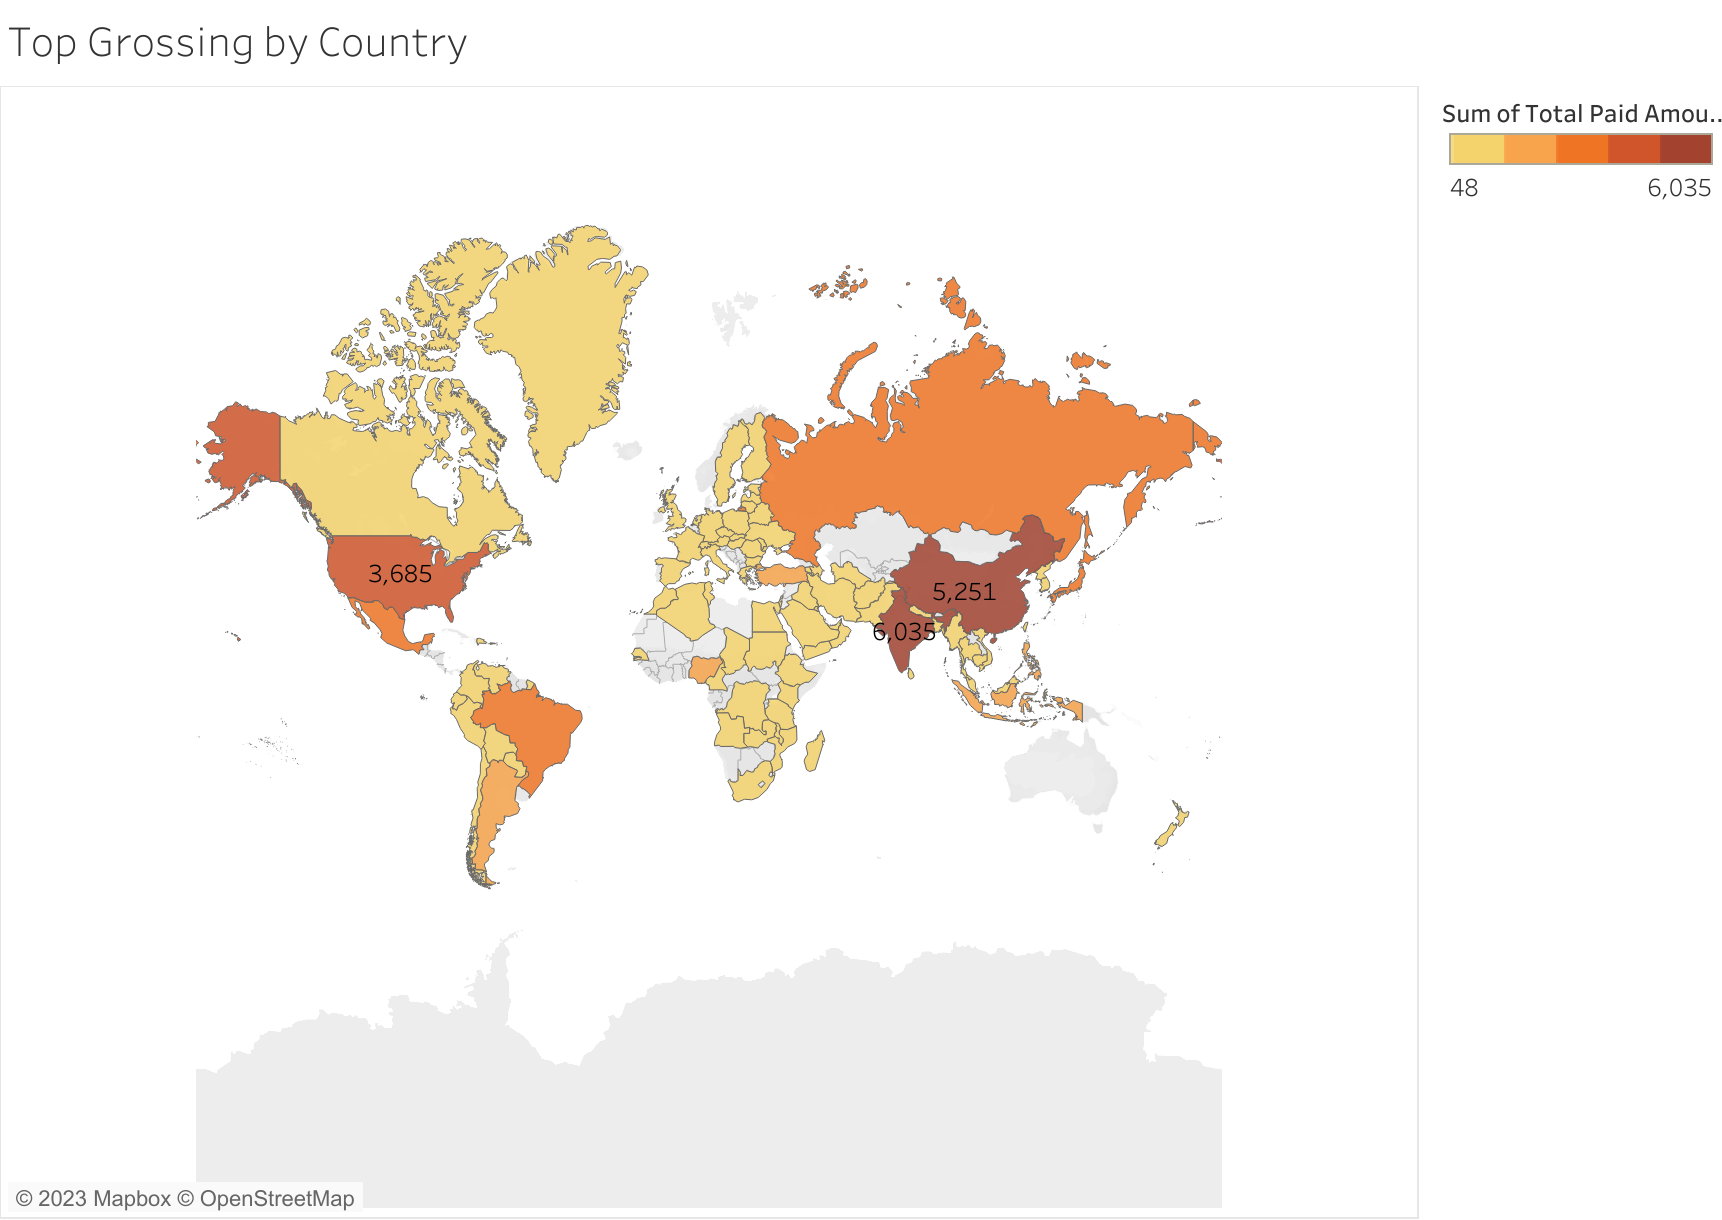 Top Grossing by Country
Sum of Total Paid Amou..
48 6,035
3,685
5,251
6,035
© 2023 Mapbox © OpenStreetMap